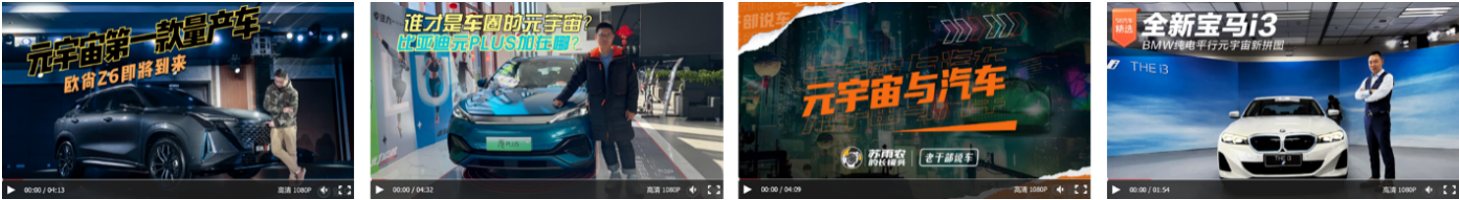 元宇宙第一款量产车
欧尚Z6即将到来
00:00 / 04:13
高清 1080P
谁才是车圈的元宇宙?
比亚迪元PLUS加在哪?
00:00 / 04:32
高清 1080P
老干部说车
元宇宙与汽车
苏雨农
的长镜头
老干部说车
00:00 / 04:09
高清 1080P
精选
全新宝马i3
BMW纯电平行元宇宙新拼图
THE i3
THE i3
00:00 / 01:54
高清 1080P